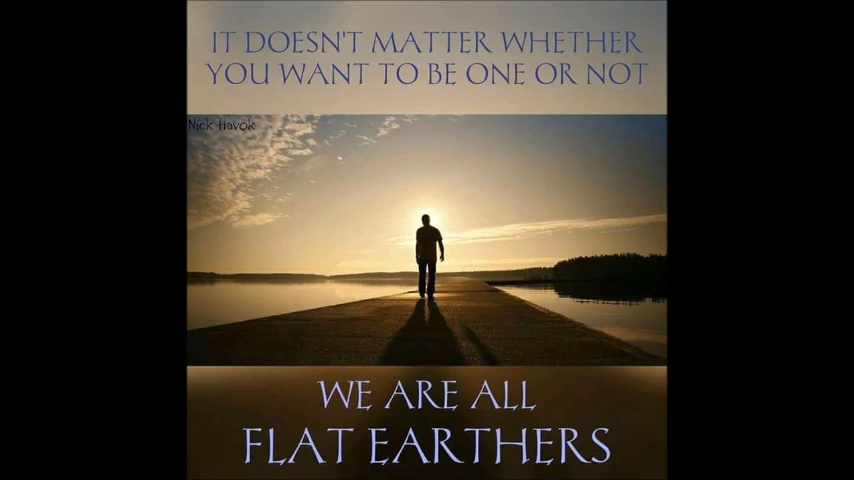 IT DOESN'T MATTER WHETHER
YOU WANT TO BE ONE OR NOT
Nick Havok
WE ARE ALL
FLAT EARTHERS